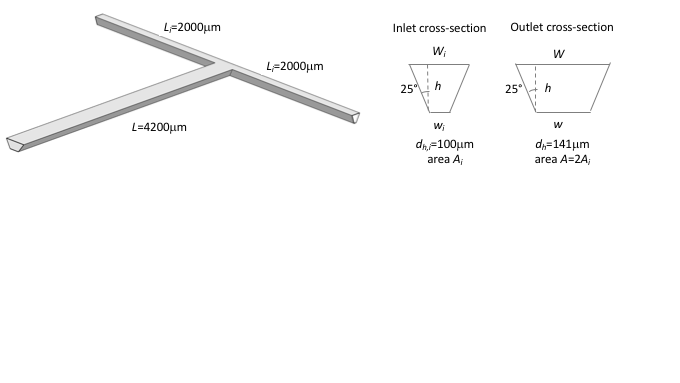 Lᵢ=2000µm
Lᵢ=2000µm
L=4200µm
Inlet cross-section
Wᵢ
25°
h
wᵢ
dₕ,ᵢ=100µm
area Aᵢ
Outlet cross-section
W
25°
h
w
dₕ=141µm
area A=2Aᵢ